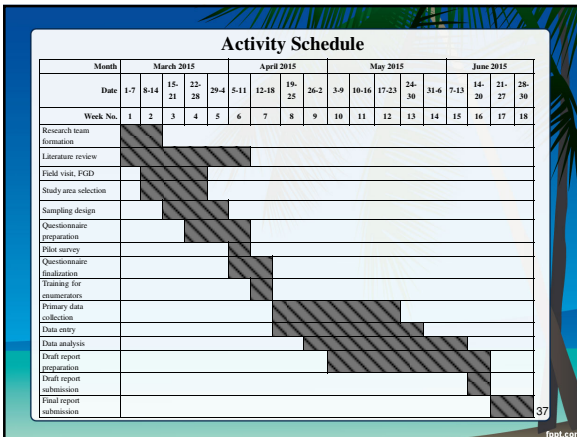 Activity Schedule
Month March 2015 April 2015 May 2015 June 2015
Date 1-7 8-14 15-21 22-28 29-4 5-11 12-18 19-25 26-2 3-9 10-16 17-23 24-30 31-6 7-13 14-20 21-27 28-30
Week No. 1 2 3 4 5 6 7 8 9 10 11 12 13 14 15 16 17 18
Research team
formation
Literature review
Field visit, FGD
Study area selection
Sampling design
Questionnaire
preparation
Pilot survey
Questionnaire
finalization
Training for
enumerators
Primary data
collection
Data entry
Data analysis
Draft report
preparation
Draft report
submission
Final report
submission
37
fppt.com